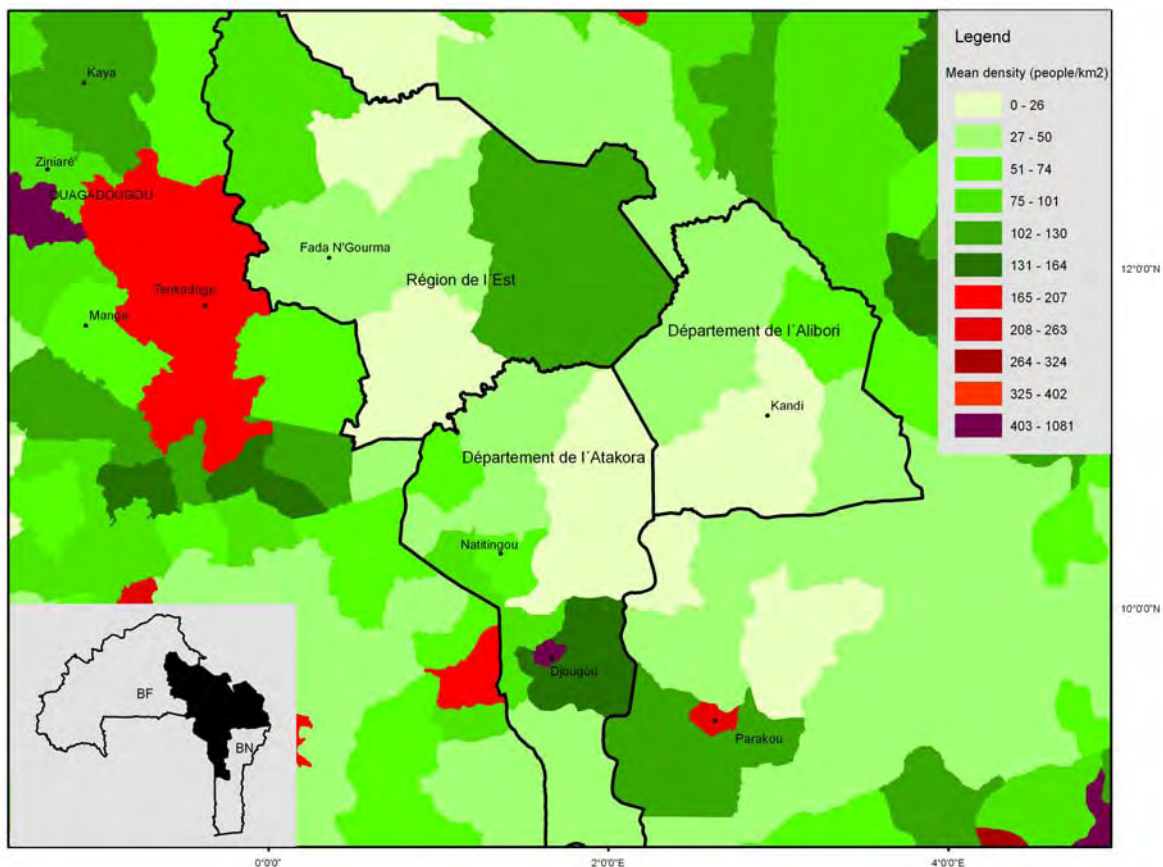 Legend
Mean density (people/km2)
0 - 26
27 - 50
51 - 74
75 - 101
102 - 130
131 - 164
165 - 207
208 - 263
264 - 324
325 - 402
403 - 1081
Kaya
Ziniaré
OUAGADOUGOU
Fada N'Gourma
Région de l´Est
12°0'0"N
Tenkodogo
Manga
Département de l´Alibori
Kandi
Département de l´Atakora
Natitingou
10°0'0"N
Djougou
Parakou
BF
BN
0°0'0"
2°0'0"E
4°0'0"E